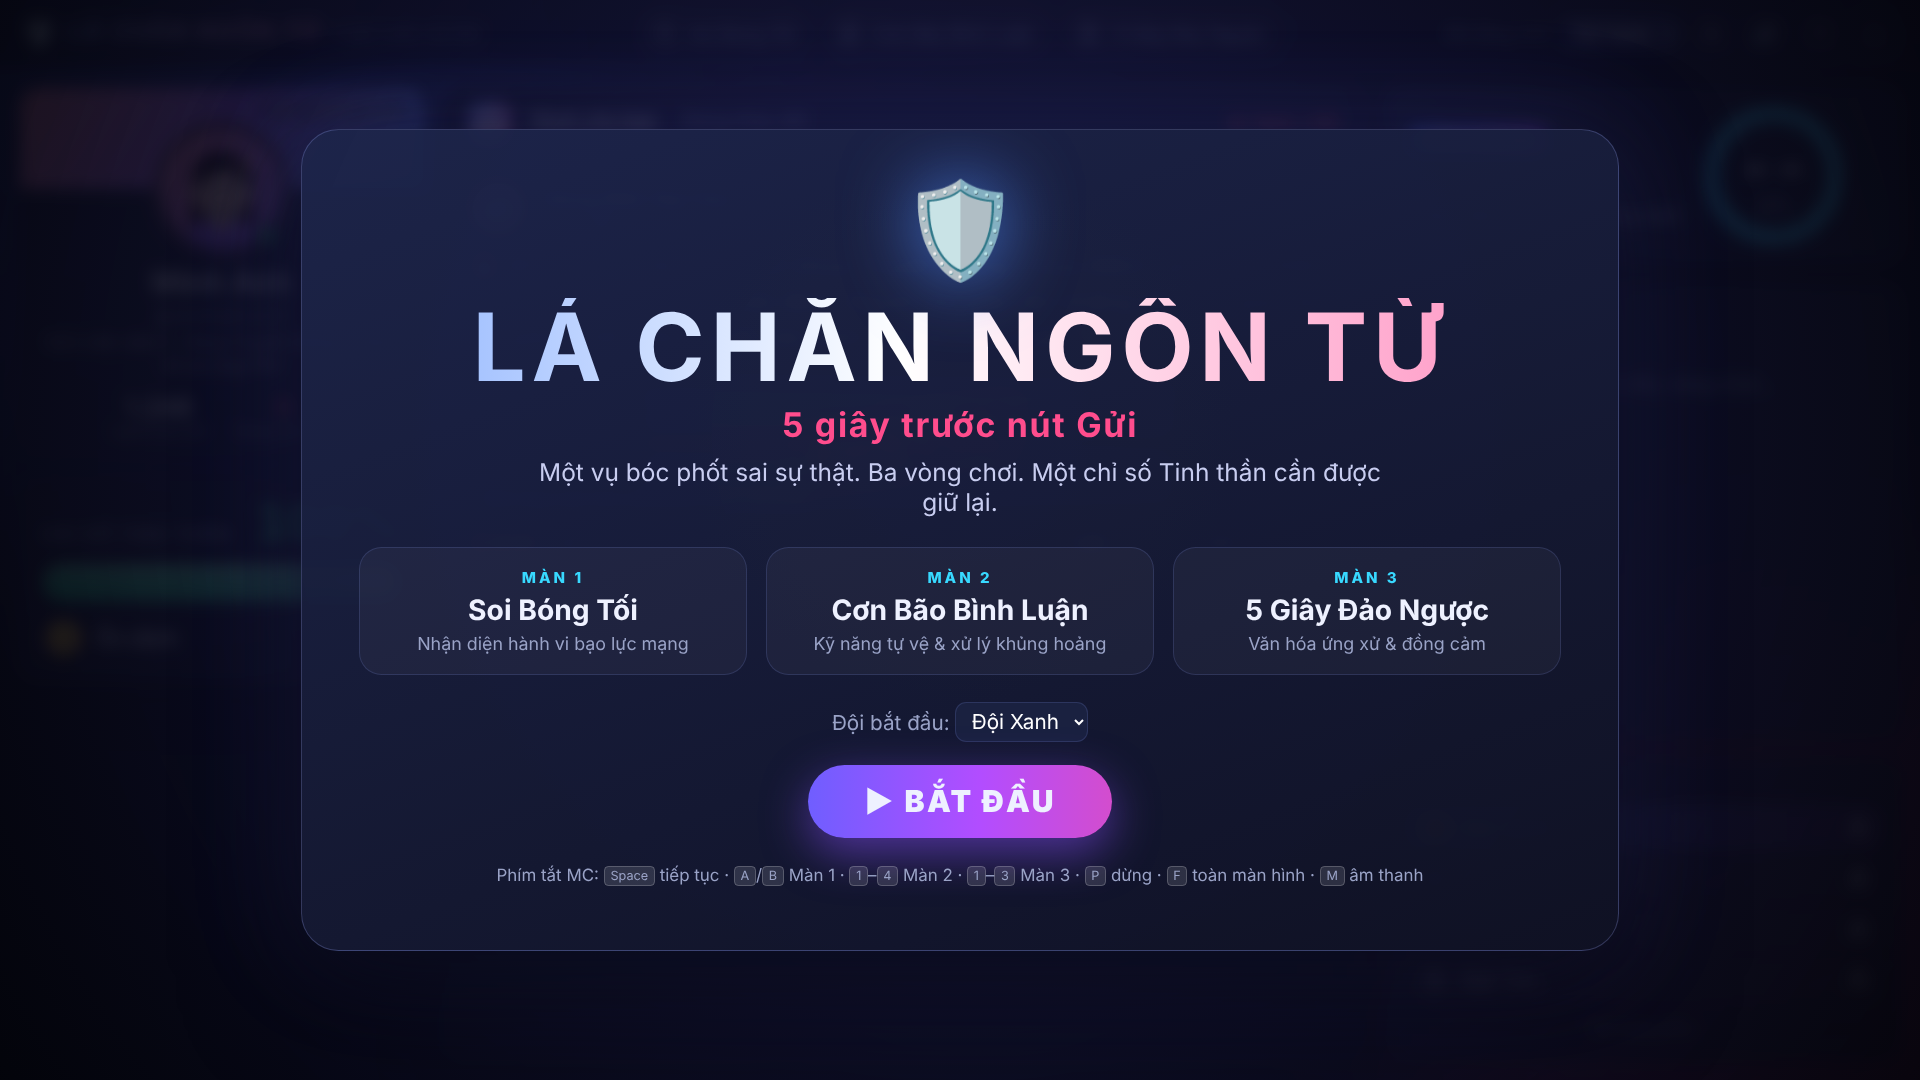 LÁ CHẮN NGÔN TỪ
5 giây trước nút Gửi
Một vụ bóc phốt sai sự thật. Ba vòng chơi. Một chỉ số Tinh thần cần được
giữ lại.
MÀN 1
Soi Bóng Tối
Nhận diện hành vi bạo lực mạng
MÀN 2
Cơn Bão Bình Luận
Kỹ năng tự vệ & xử lý khủng hoảng
MÀN 3
5 Giây Đảo Ngược
Văn hóa ứng xử & đồng cảm
Đội bắt đầu: Đội Xanh
▶ BẮT ĐẦU
Phím tắt MC: Space tiếp tục · A/B Màn 1 · 1–4 Màn 2 · 1–3 Màn 3 · P dừng · F toàn màn hình · M âm thanh